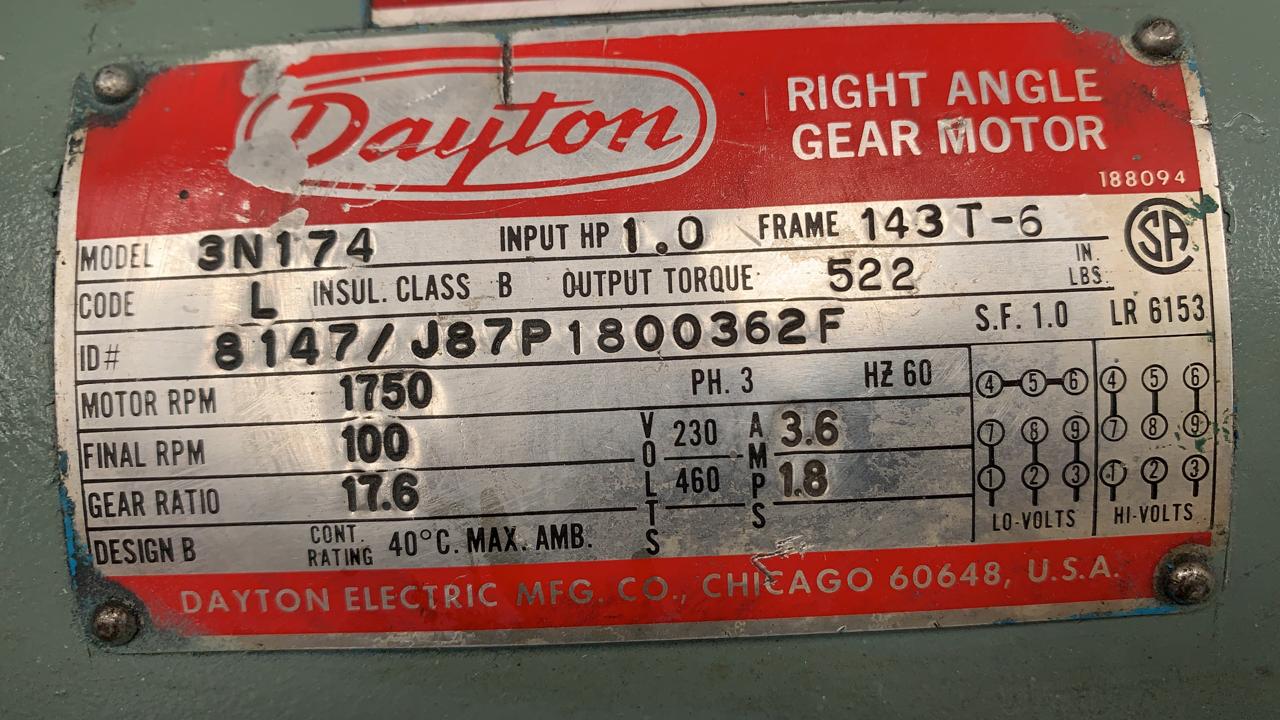 Dayton
RIGHT ANGLE
GEAR MOTOR
188094
MODEL 3N174 INPUT HP 1.0 FRAME 143T-6 SA
CODE L INSUL. CLASS B OUTPUT TORQUE 522 IN. LBS.
ID# 8147/J87P1800362F S.F. 1.0 LR 6153
MOTOR RPM 1750 PH. 3 HZ 60
FINAL RPM 100 VOLTS 230 AMPS 3.6
GEAR RATIO 17.6 460 1.8
DESIGN B CONT. RATING 40°C. MAX. AMB.
4 5 6 4 5 6
7 8 9 7 8 9
1 2 3 1 2 3
LO-VOLTS HI-VOLTS
DAYTON ELECTRIC MFG. CO., CHICAGO 60648, U.S.A.